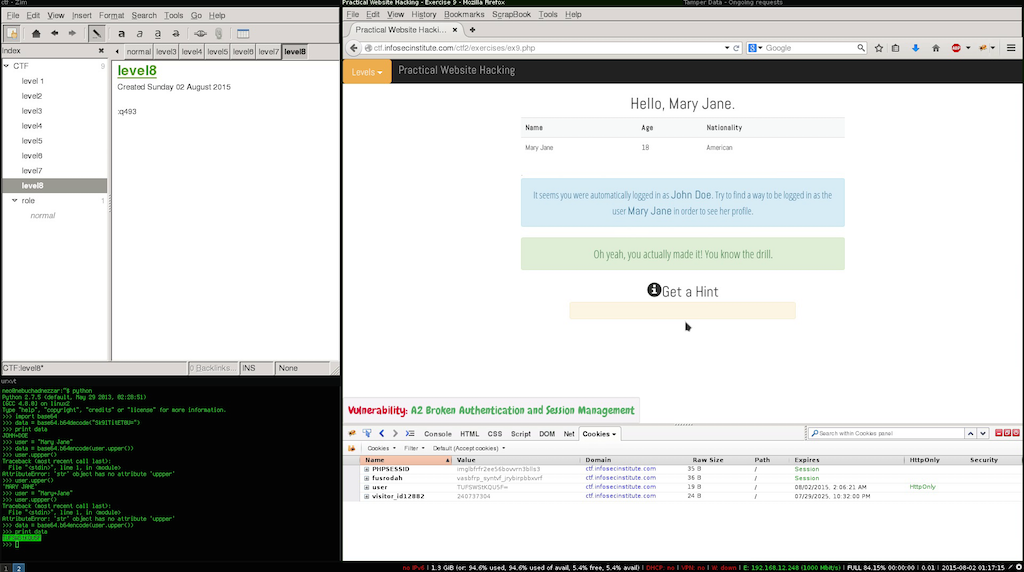 ctf - Zim
File Edit View Insert Format Search Tools Go Help
Index
normal level3 level4 level5 level6 level7 level8
CTF 9
level 1
level2
level3
level4
level5
level6
level7
level8
role 1
normal
level8
Created Sunday 02 August 2015
:q493
CTF:level8*
0 Backlinks...
INS
None
urxvt
neo@nebuchadnezzar:~$ python
Python 2.7.5 (default, May 29 2013, 02:28:51)
[GCC 4.8.0] on linux2
Type "help", "copyright", "credits" or "license" for more information.
>>> import base64
>>> data = base64.b64decode("Sk9ITitET0U=")
>>> print data
JOHN+DOE
>>> user = "Mary Jane"
>>> data = base64.b64encode(user.uppper())
>>> user.uppper()
Traceback (most recent call last):
File "<stdin>", line 1, in <module>
AttributeError: 'str' object has no attribute 'uppper'
'MARY JANE'
>>> user = "Mary+Jane"
>>> user.uppper()
Traceback (most recent call last):
File "<stdin>", line 1, in <module>
AttributeError: 'str' object has no attribute 'uppper'
>>> data = base64.b64encode(user.upper())
>>> print data
>>>
1 2
Practical Website Hacking - Exercise 9 - Mozilla Firefox
Tamper Data - Ongoing requests
File Edit View History Bookmarks ScrapBook Tools Help
Practical Website Hacki...
ctf.infosecinstitute.com/ctf2/exercises/ex9.php
Google
ABP
Levels
Practical Website Hacking
Hello, Mary Jane.
Name Age Nationality
Mary Jane 18 American
It seems you were automatically logged in as John Doe. Try to find a way to be logged in as the
user Mary Jane in order to see her profile.
Oh yeah, you actually made it! You know the drill.
Get a Hint
Vulnerability: A2 Broken Authentication and Session Management
Console HTML CSS Script DOM Net Cookies
Search within Cookies panel
Cookies Filter Default (Accept cookies)
Name Value Domain Raw Size Path Expires HttpOnly Security
PHPSESSID ctf.infosecinstitute.com 35 B / Session
fusrodah vasbfrp_syntvf_jrybirpbbxvrf ctf.infosecinstitute.com 36 B / Session
user ctf.infosecinstitute.com 19 B / 08/02/2015, 2:06:21 AM HttpOnly
visitor_id12882 240737304 ctf.infosecinstitute.com 24 B / 07/29/2025, 10:32:00 PM
no IPv6 | 1.3 GiB (or: 94.6% used, 94.6% used of avail, 5.4% free, 5.4% avail) | DHCP: no | VPN: no | W: down | E: 192.168.12.248 (1000 Mbit/s) | FULL 84.15% 00:00:00 | 0.01 | 2015-08-02 01:17:15